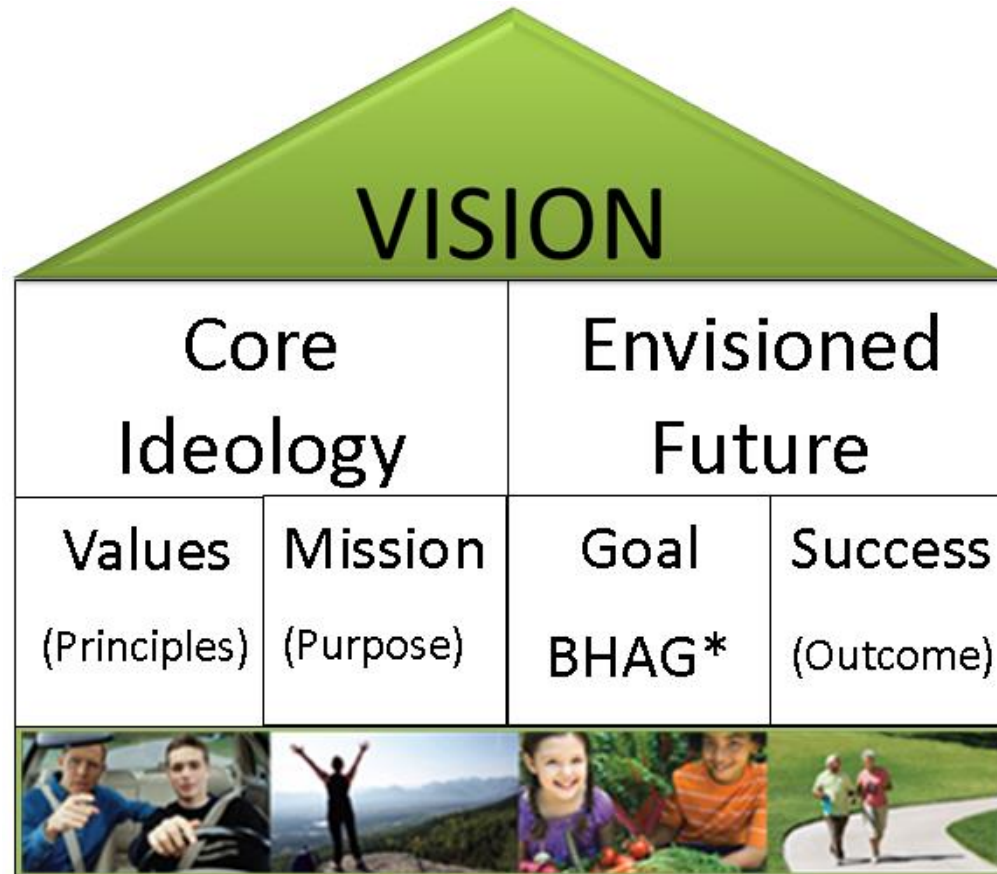 VISION
Core
Ideology
Envisioned
Future
Values
(Principles)
Mission
(Purpose)
Goal
BHAG*
Success
(Outcome)